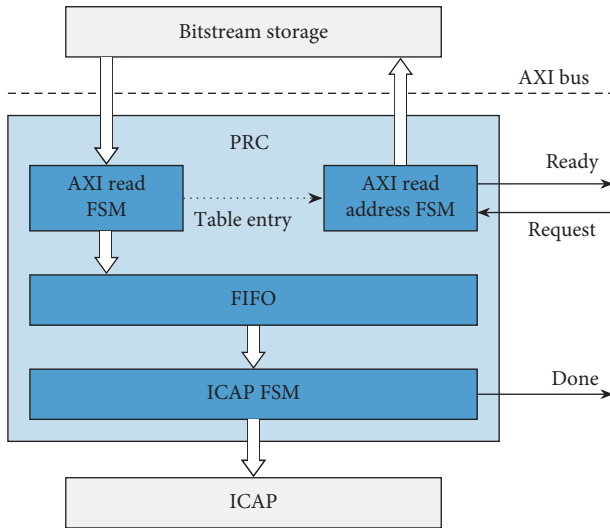 Bitstream storage
AXI bus
PRC
AXI read
FSM
Table entry
AXI read
address FSM
Ready
Request
FIFO
ICAP FSM
Done
ICAP